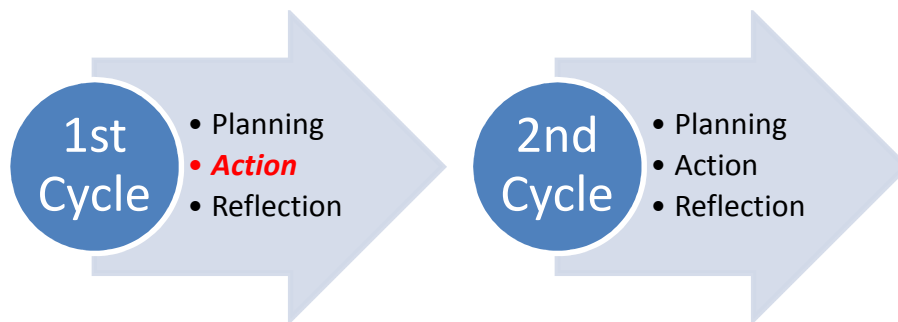 1st
Cycle
• Planning
• Action
• Reflection
2nd
Cycle
• Planning
• Action
• Reflection